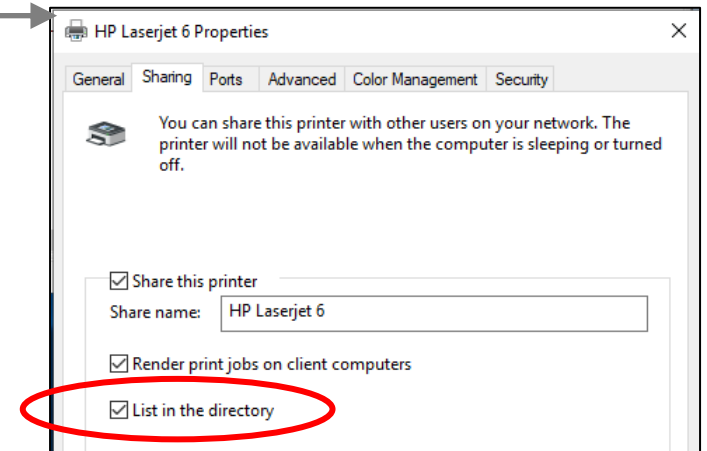 HP Laserjet 6 Properties
General Sharing Ports Advanced Color Management Security
You can share this printer with other users on your network. The
printer will not be available when the computer is sleeping or turned
off.
Share this printer
Share name: HP Laserjet 6
Render print jobs on client computers
List in the directory